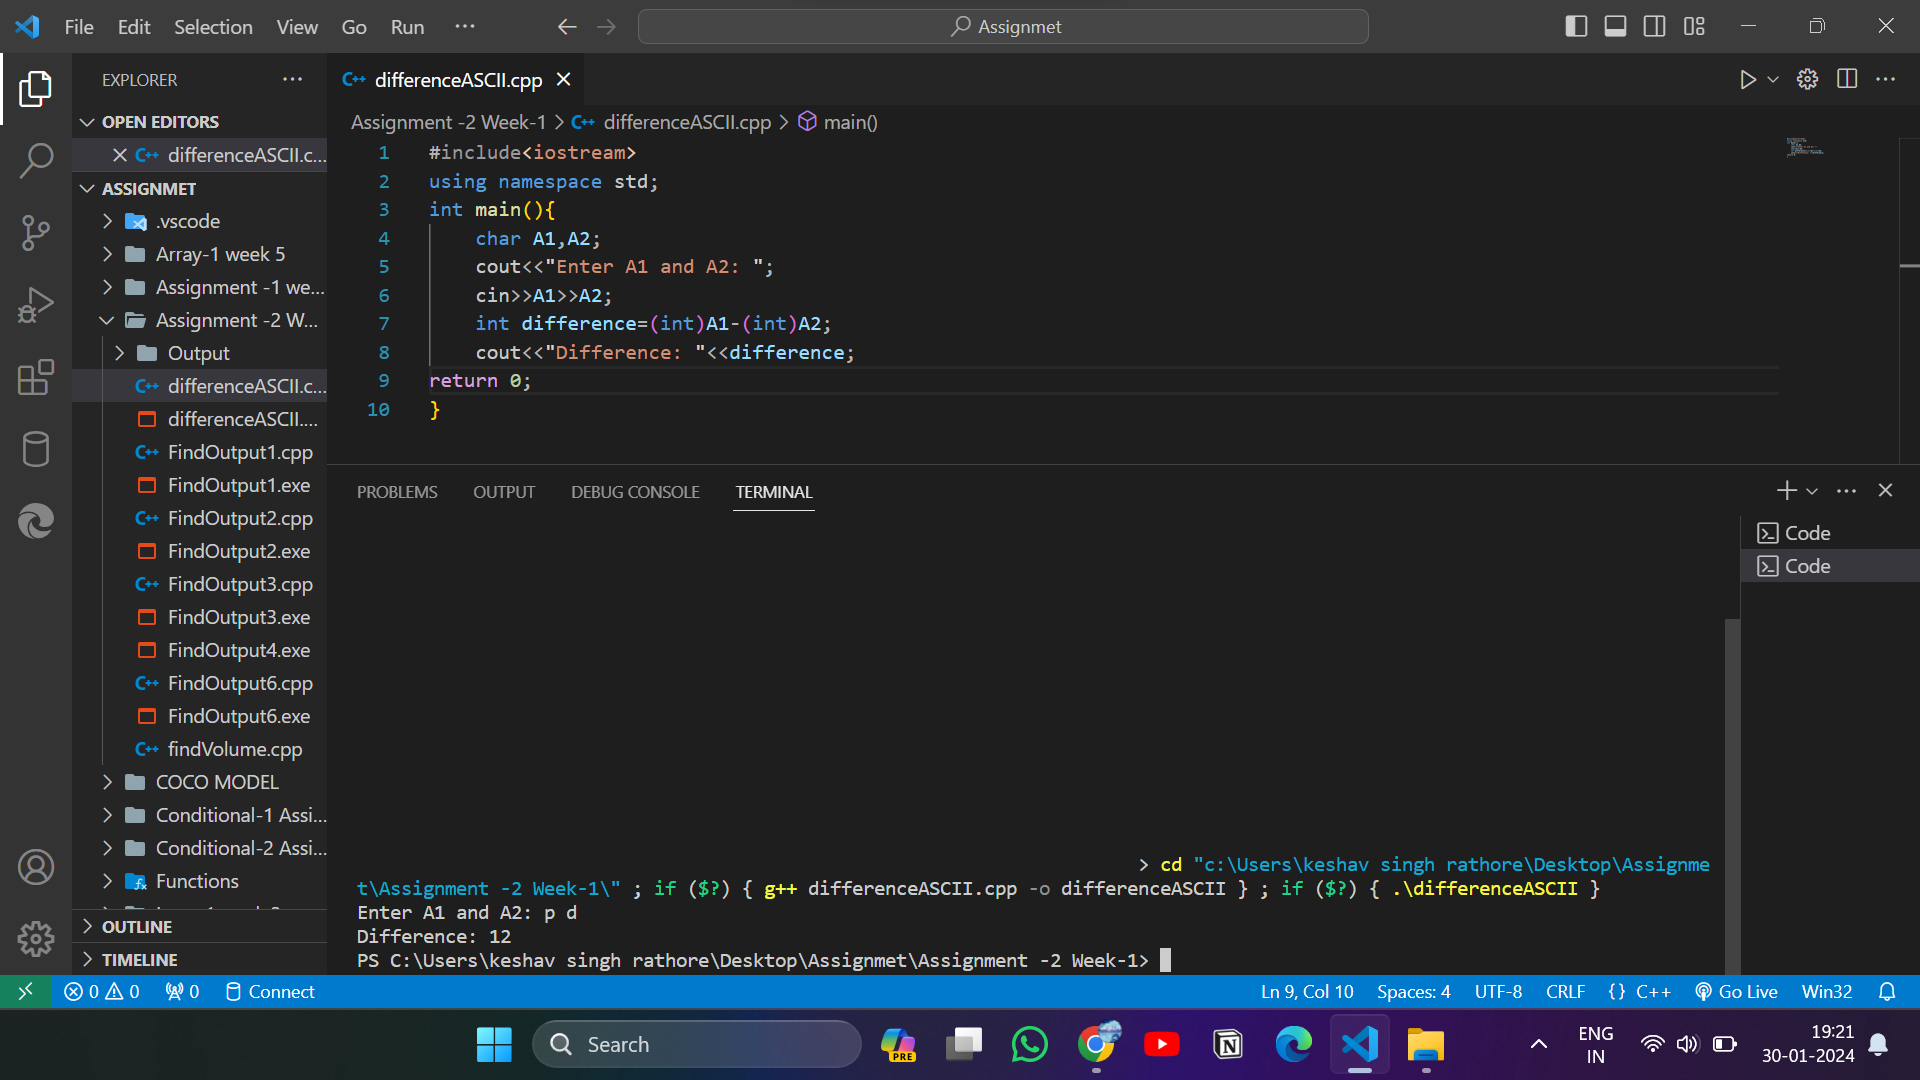 File Edit Selection View Go Run ··· Assignmet
EXPLORER ···
OPEN EDITORS
C++ differenceASCII.c...
ASSIGNMET
.vscode
Array-1 week 5
Assignment -1 we...
Assignment -2 W...
Output
C++ differenceASCII.c...
differenceASCII....
C++ FindOutput1.cpp
FindOutput1.exe
C++ FindOutput2.cpp
FindOutput2.exe
C++ FindOutput3.cpp
FindOutput3.exe
FindOutput4.exe
C++ FindOutput6.cpp
FindOutput6.exe
C++ findVolume.cpp
COCO MODEL
Conditional-1 Assi...
Conditional-2 Assi...
Functions
OUTLINE
TIMELINE
C++ differenceASCII.cpp
Assignment -2 Week-1 > C++ differenceASCII.cpp > main()
1 #include<iostream>
2 using namespace std;
3 int main(){
4 char A1,A2;
5 cout<<"Enter A1 and A2: ";
6 cin>>A1>>A2;
7 int difference=(int)A1-(int)A2;
8 cout<<"Difference: "<<difference;
9 return 0;
10 }
PROBLEMS OUTPUT DEBUG CONSOLE TERMINAL
Code
Code
> cd "c:\Users\keshav singh rathore\Desktop\Assignme
t\Assignment -2 Week-1\" ; if ($?) { g++ differenceASCII.cpp -o differenceASCII } ; if ($?) { .\differenceASCII }
Enter A1 and A2: p d
Difference: 12
PS C:\Users\keshav singh rathore\Desktop\Assignmet\Assignment -2 Week-1>
0 0 0 Connect Ln 9, Col 10 Spaces: 4 UTF-8 CRLF {} C++ Go Live Win32
Search PRE ENG 19:21
IN 30-01-2024